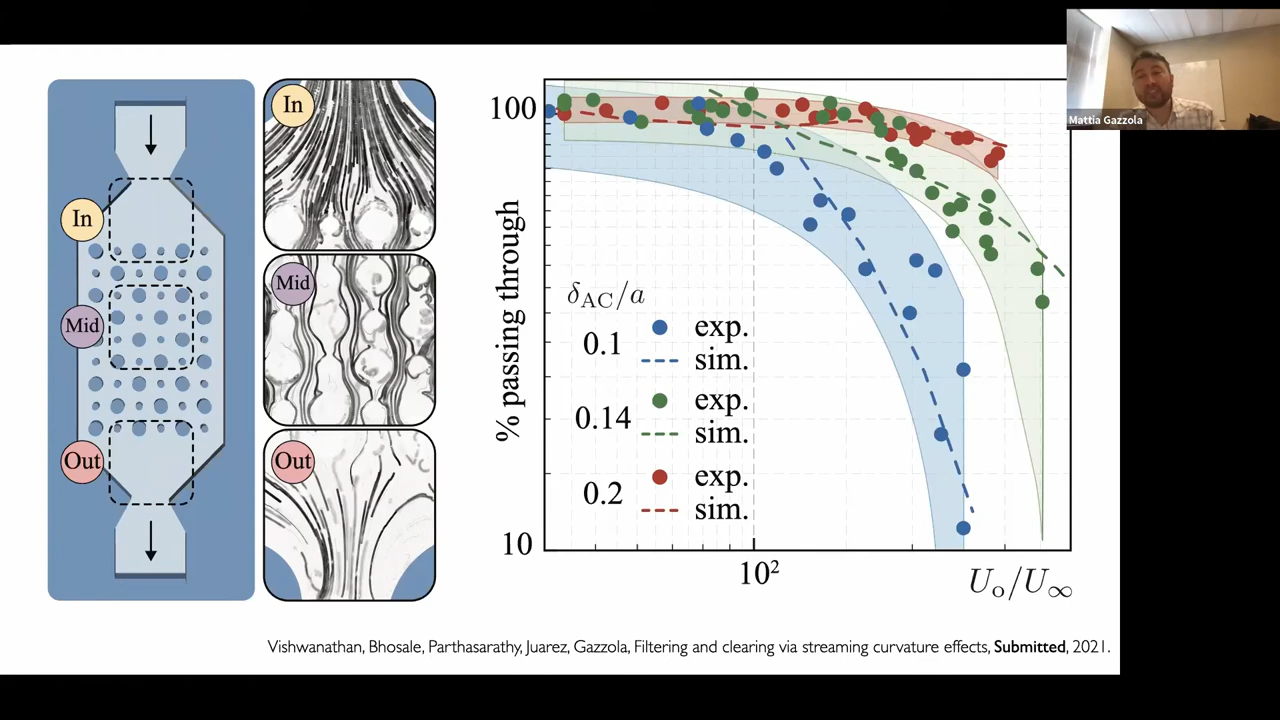 Mattia Gazzola
In
Mid
Out
In
Mid
Out
% passing through
100
10
10²
U_o/U_∞
δ_AC/a
0.1
exp.
sim.
0.14
exp.
sim.
0.2
exp.
sim.
Vishwanathan, Bhosale, Parthasarathy, Juarez, Gazzola, Filtering and clearing via streaming curvature effects, Submitted, 2021.